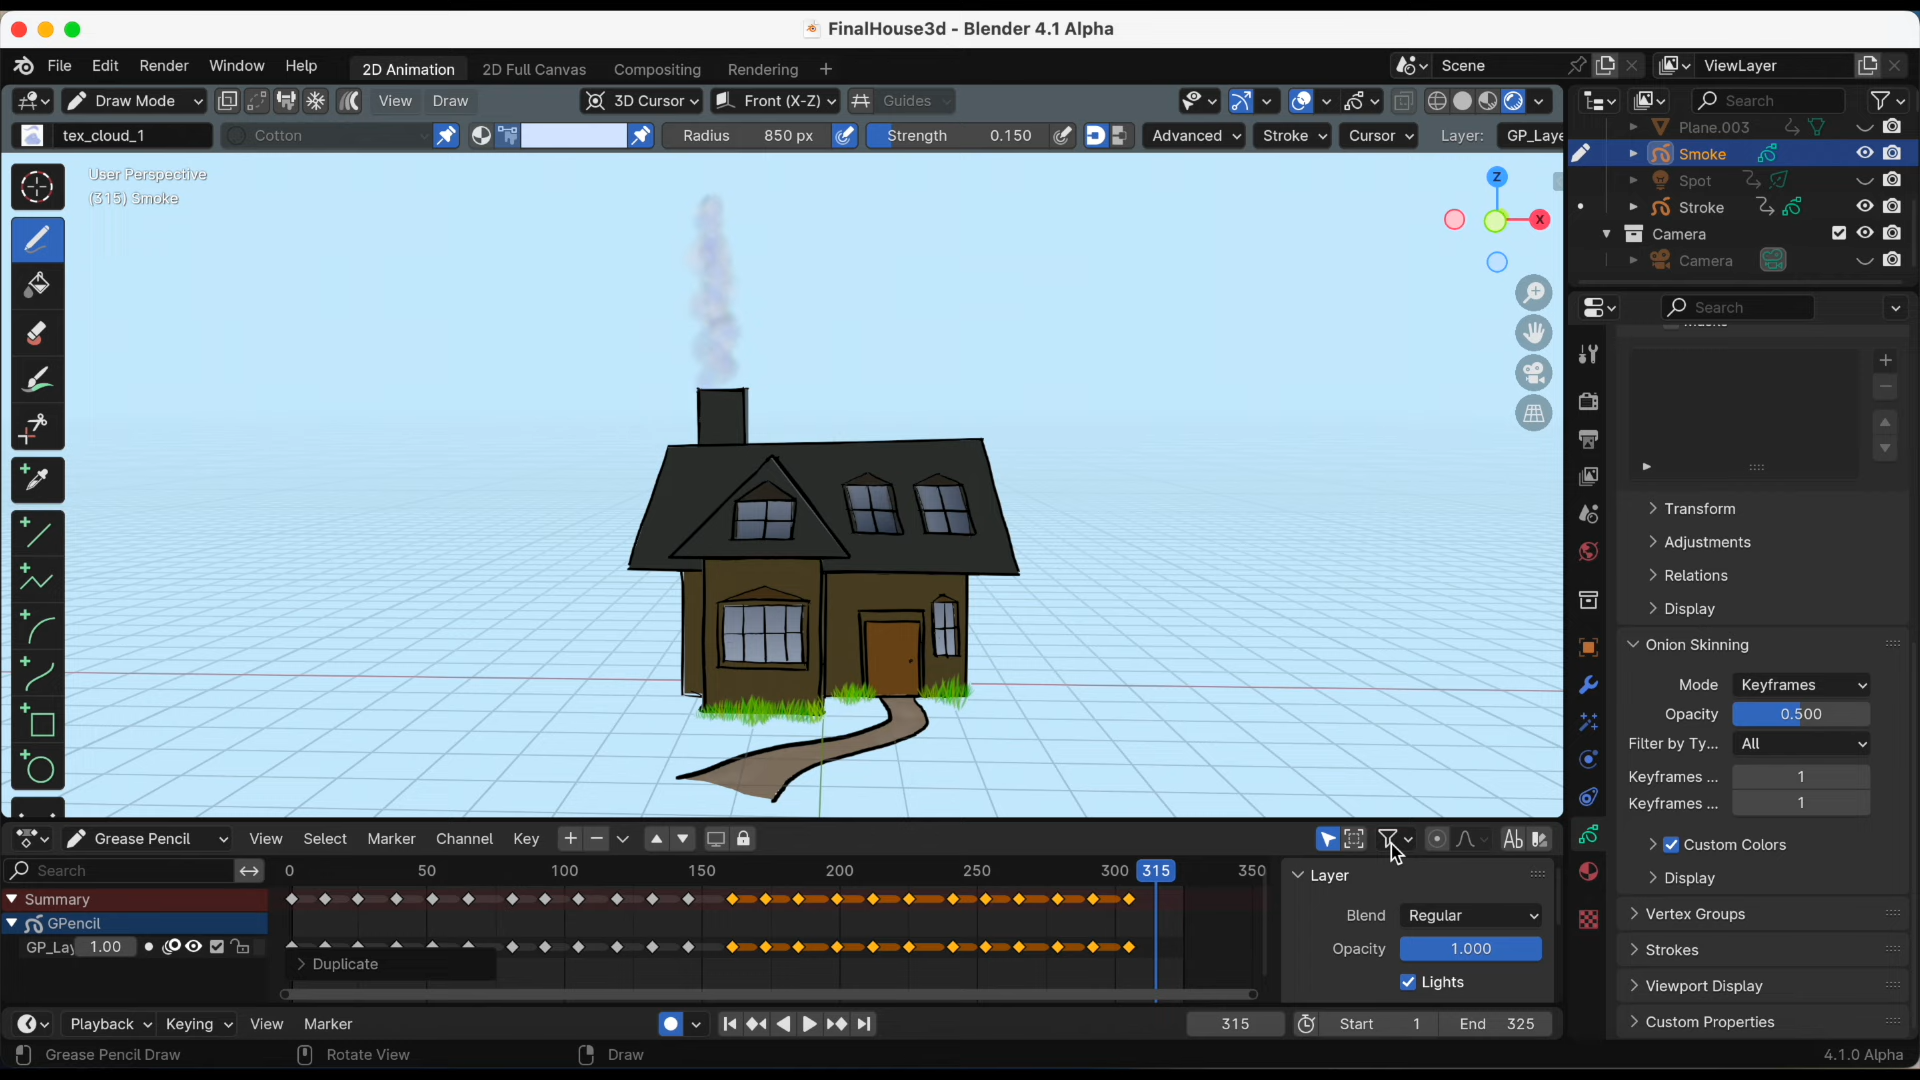 FinalHouse3d - Blender 4.1 Alpha
File Edit Render Window Help 2D Animation 2D Full Canvas Compositing Rendering + Scene ViewLayer
Draw Mode View Draw 3D Cursor Front (X-Z) Guides Search
tex_cloud_1 Cotton Radius 850 px Strength 0.150 Advanced Stroke Cursor Layer: GP_Laye
Plane.003
User Perspective
(315) Smoke
Z
X
Smoke
Spot
Stroke
Camera
Camera
Search
Transform
Adjustments
Relations
Display
Onion Skinning
Mode Keyframes
Opacity 0.500
Filter by Ty... All
Keyframes ... 1
Keyframes ... 1
Custom Colors
Display
Vertex Groups
Strokes
Viewport Display
Custom Properties
Grease Pencil View Select Marker Channel Key
Search 0 50 100 150 200 250 300 315 350
Summary
GPencil
GP_Lay 1.00
Duplicate
Layer
Blend Regular
Opacity 1.000
Lights
Playback Keying View Marker 315 Start 1 End 325
Grease Pencil Draw Rotate View Draw 4.1.0 Alpha